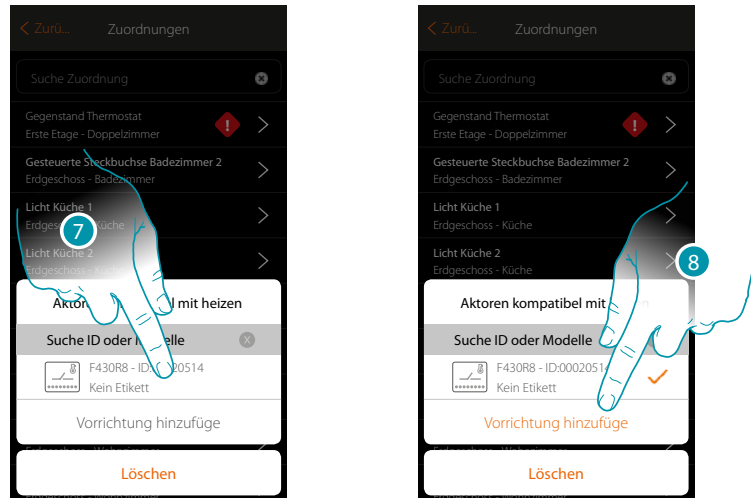 < Zurü... Zuordnungen
Suche Zuordnung
Gegenstand Thermostat
Erste Etage - Doppelzimmer
Gesteuerte Steckbuchse Badezimmer 2
Erdgeschoss - Badezimmer
Licht Küche 1
Küche
Licht Küche 2
7
mit heizen
Suche ID oder
F430R8 - ID: 20514
Kein Etikett
Vorrichtung hinzufüge
Löschen
< Zurü... Zuordnungen
Suche Zuordnung
Gegenstand Thermostat
Erste Etage - Doppelzimmer
Gesteuerte Steckbuchse Badezimmer 2
Erdgeschoss - Badezimmer
Licht Küche 1
Erdgeschoss - Küche
Licht Küche 2
Erdgeschoss - Küche
8
Aktoren kompatibel mit
Suche ID oder Modelle
F430R8 - ID:0002051
Kein Etikett
Vorrichtung hinzufüge
Löschen